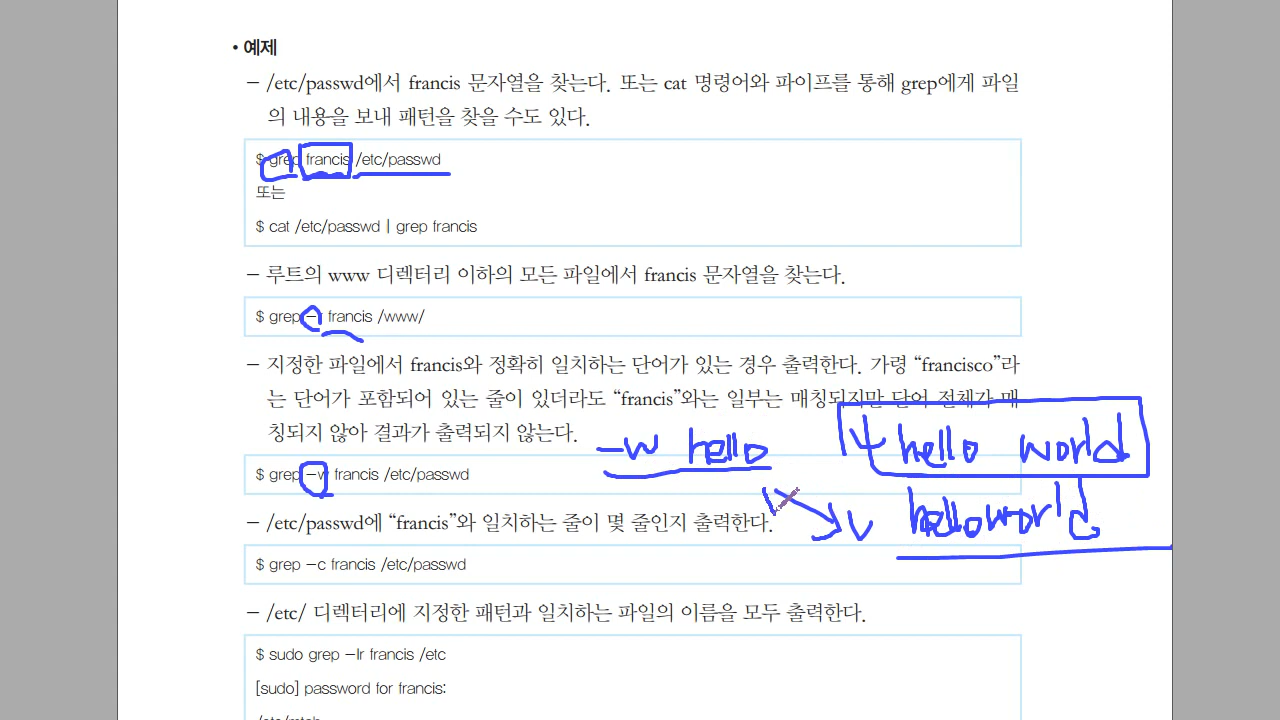 • 예제
– /etc/passwd에서 francis 문자열을 찾는다. 또는 cat 명령어와 파이프를 통해 grep에게 파일
의 내용을 보내 패턴을 찾을 수도 있다.
$ grep francis /etc/passwd
또는
$ cat /etc/passwd | grep francis
– 루트의 www 디렉터리 이하의 모든 파일에서 francis 문자열을 찾는다.
$ grep –r francis /www/
– 지정한 파일에서 francis와 정확히 일치하는 단어가 있는 경우 출력한다. 가령 “francisco”라
는 단어가 포함되어 있는 줄이 있더라도 “francis”와는 일부는 매칭되지만 단어 전체가 매
칭되지 않아 결과가 출력되지 않는다.
–w hello
hello world
$ grep –w francis /etc/passwd
helloworld
– /etc/passwd에 “francis”와 일치하는 줄이 몇 줄인지 출력한다.
$ grep –c francis /etc/passwd
– /etc/ 디렉터리에 지정한 패턴과 일치하는 파일의 이름을 모두 출력한다.
$ sudo grep –lr francis /etc
[sudo] password for francis: